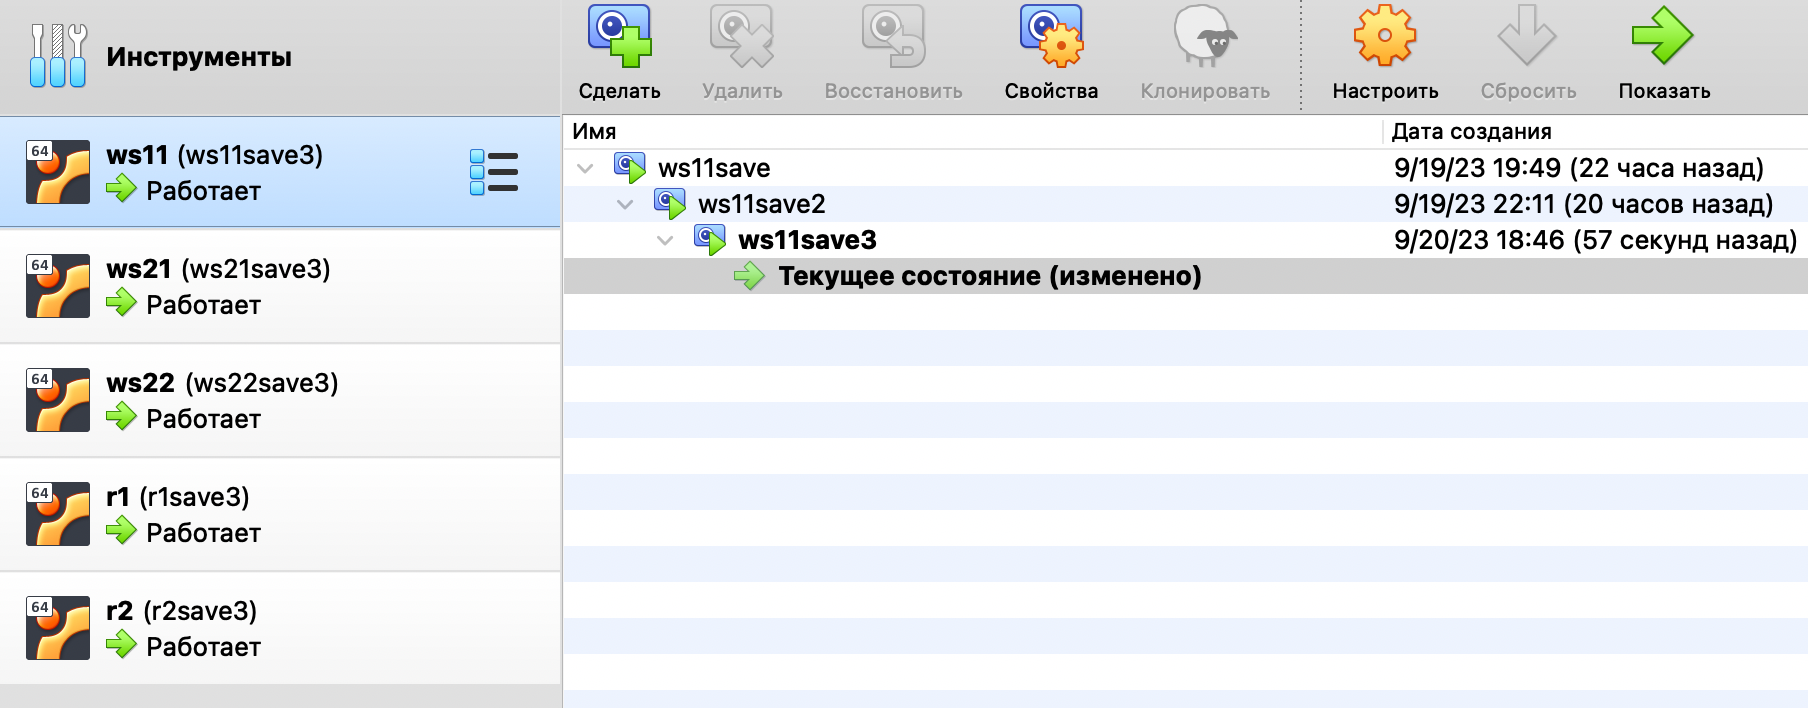 Инструменты
Сделать
Удалить
Восстановить
Свойства
Клонировать
Настроить
Сбросить
Показать
64
ws11 (ws11save3)
Работает
64
ws21 (ws21save3)
Работает
64
ws22 (ws22save3)
Работает
64
r1 (r1save3)
Работает
64
r2 (r2save3)
Работает
Имя Дата создания
ws11save 9/19/23 19:49 (22 часа назад)
ws11save2 9/19/23 22:11 (20 часов назад)
ws11save3 9/20/23 18:46 (57 секунд назад)
Текущее состояние (изменено)